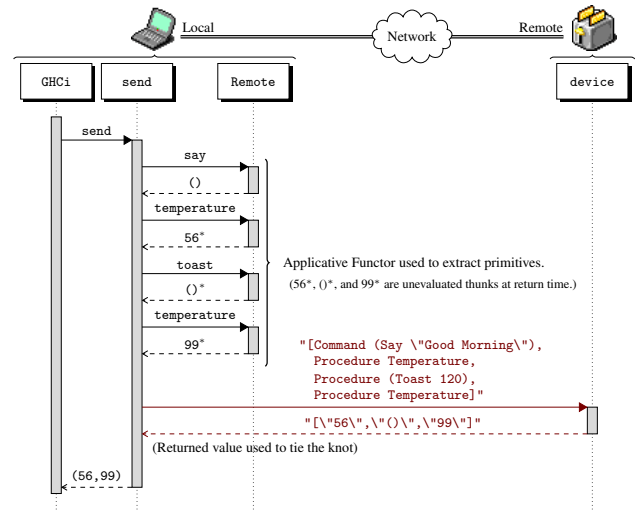 Local
Network
Remote
GHCi
send
Remote
device
send
say
()
temperature
56*
toast
()*
temperature
99*
Applicative Functor used to extract primitives.
(56*, ()*, and 99* are unevaluated thunks at return time.)
"[Command (Say \"Good Morning\"),
Procedure Temperature,
Procedure (Toast 120),
Procedure Temperature]"
"[\"56\",\"()\",\"99\"]"
(Returned value used to tie the knot)
(56,99)